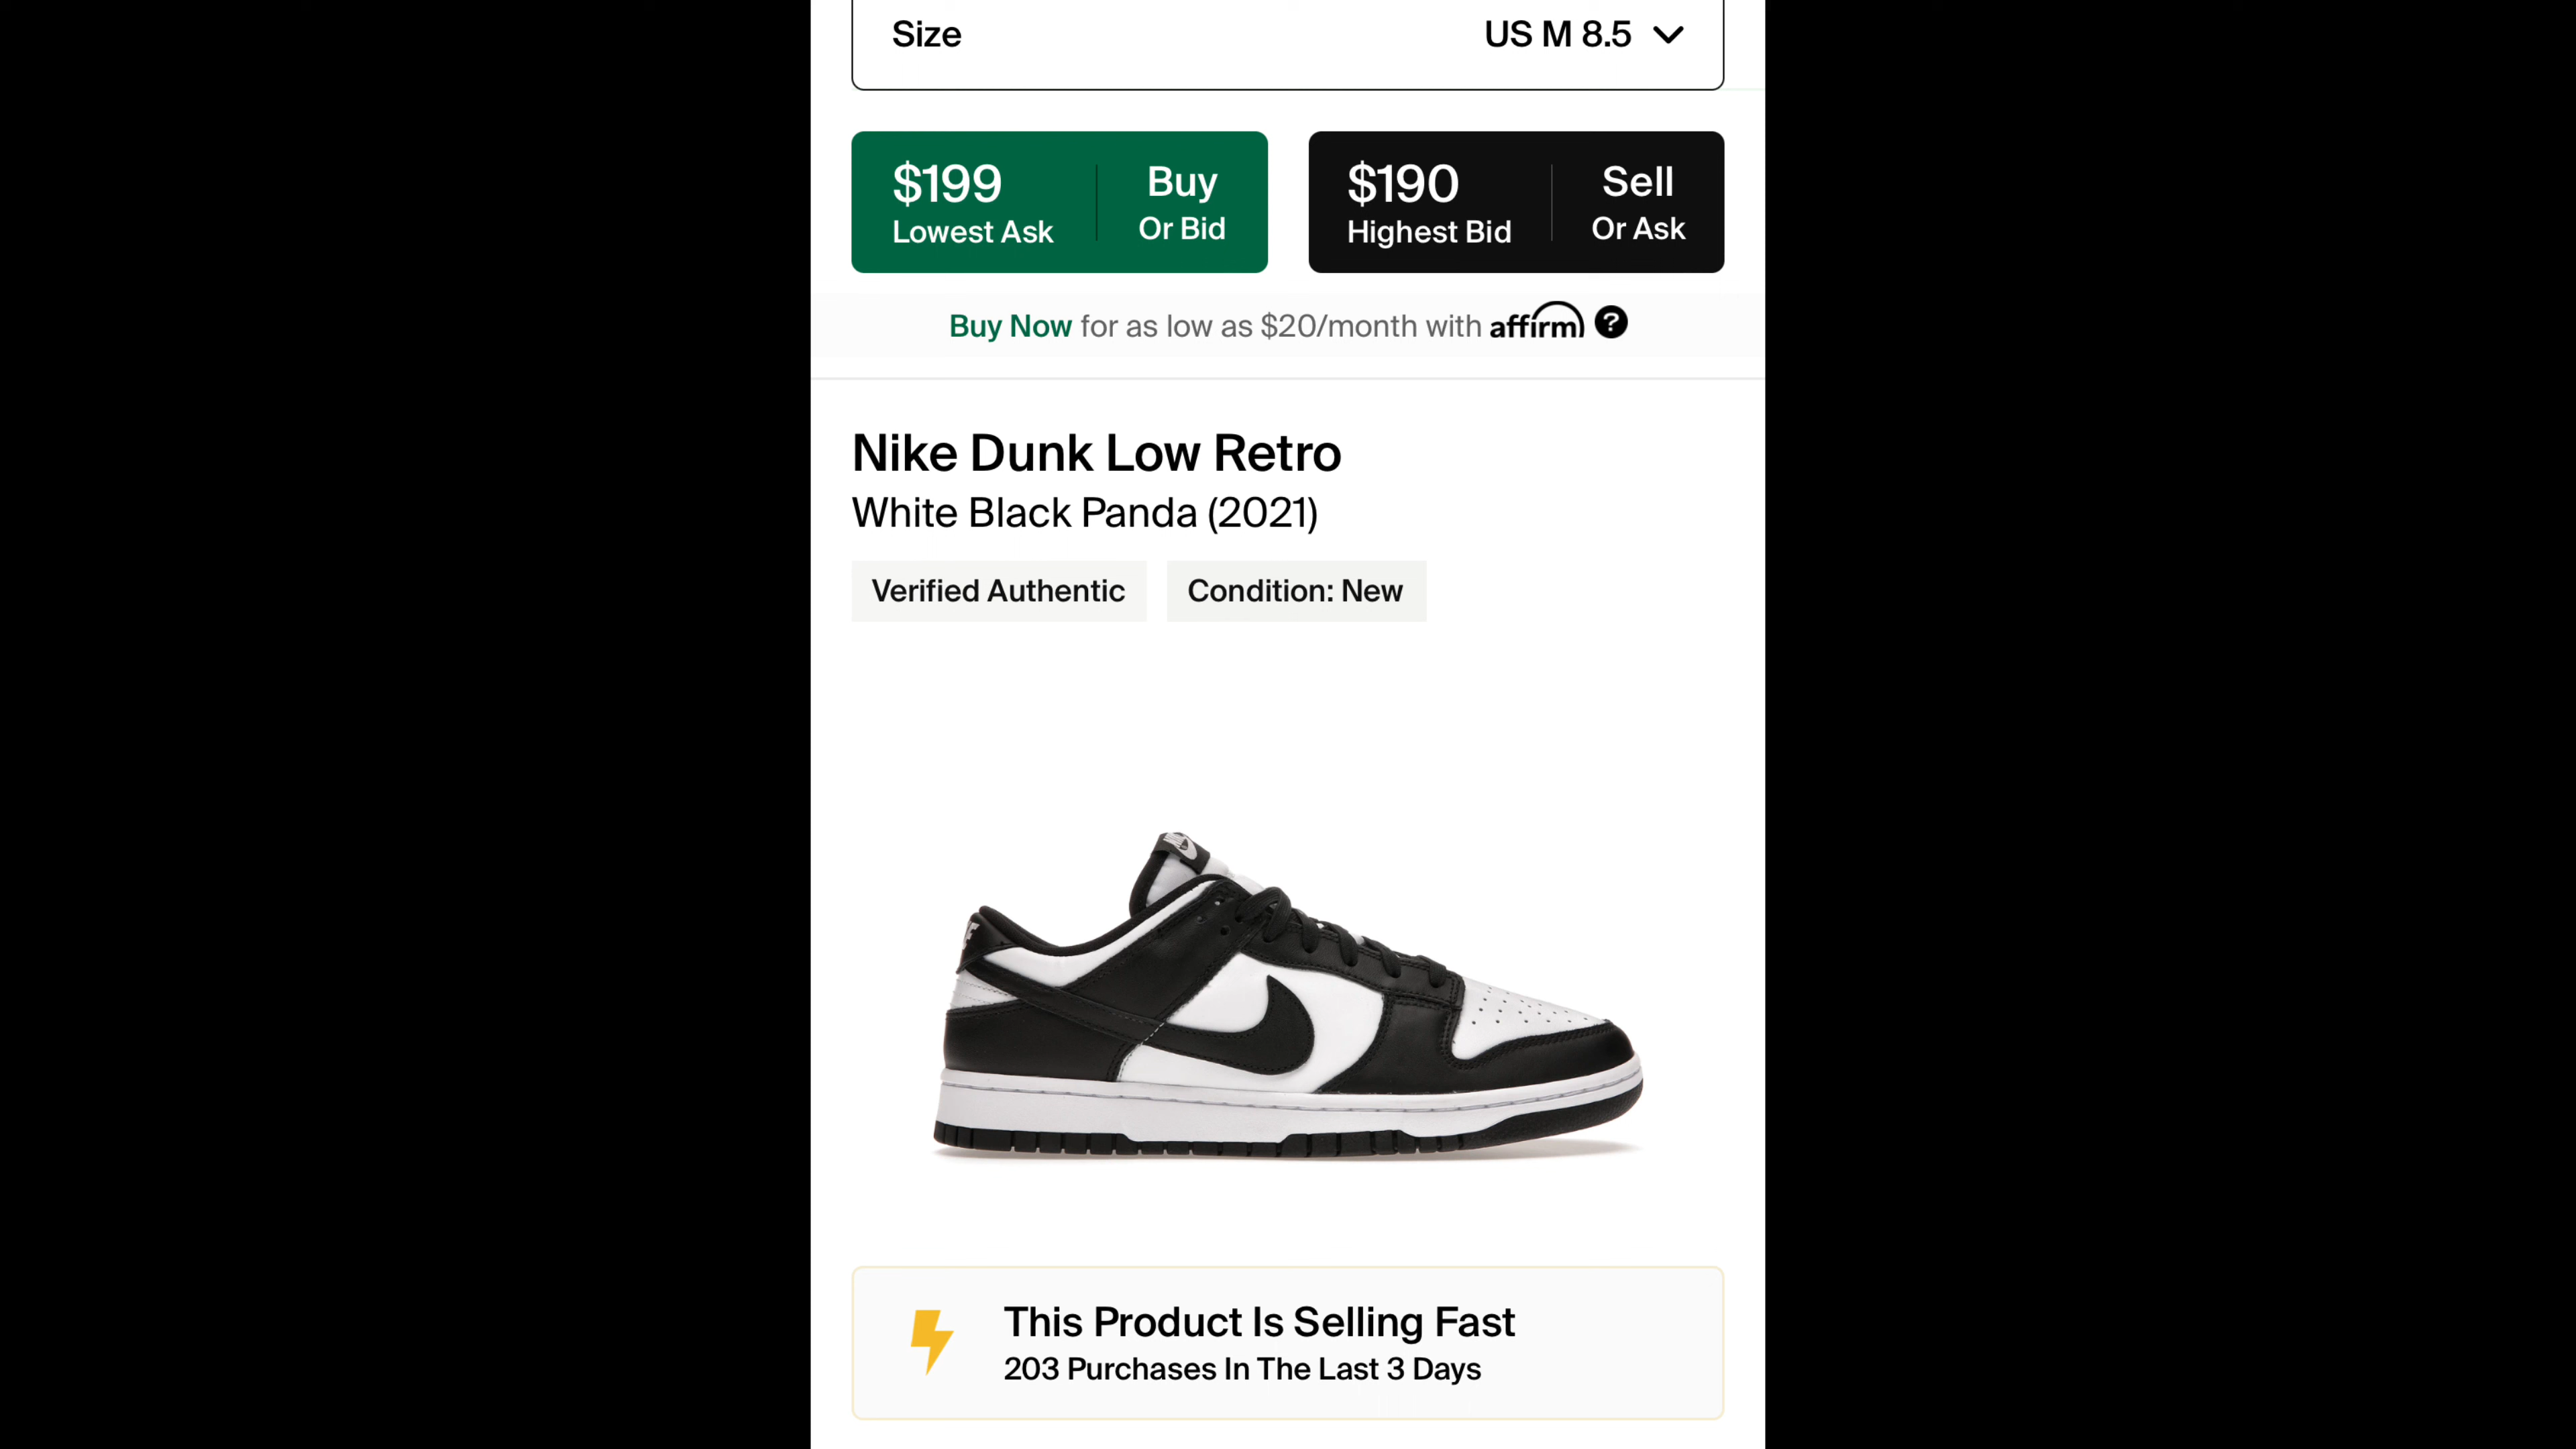 Size
US M 8.5
$199
Lowest Ask
Buy
Or Bid
$190
Highest Bid
Sell
Or Ask
Buy Now for as low as $20/month with affirm ?
Nike Dunk Low Retro
White Black Panda (2021)
Verified Authentic
Condition: New
This Product Is Selling Fast
203 Purchases In The Last 3 Days